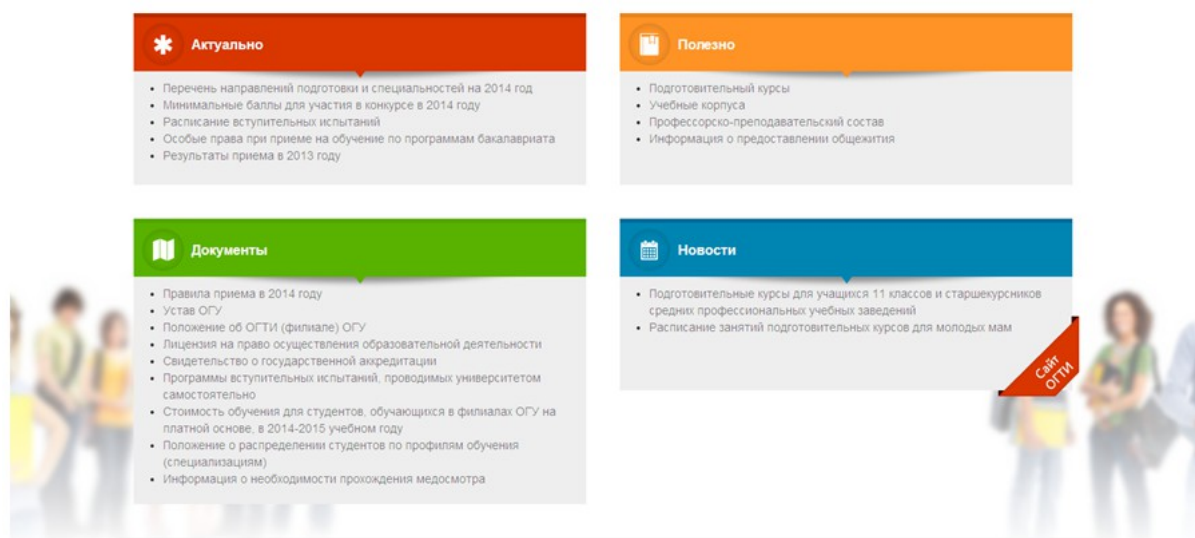 Актуально
• Перечень направлений подготовки и специальностей на 2014 год
• Минимальные баллы для участия в конкурсе в 2014 году
• Расписание вступительных испытаний
• Особые права при приеме на обучение по программам бакалавриата
• Результаты приема в 2013 году
Полезно
• Подготовительный курсы
• Учебные корпуса
• Профессорско-преподавательский состав
• Информация о предоставлении общежития
Документы
• Правила приема в 2014 году
• Устав ОГУ
• Положение об ОГТИ (филиале) ОГУ
• Лицензия на право осуществления образовательной деятельности
• Свидетельство о государственной аккредитации
• Программы вступительных испытаний, проводимых университетом
самостоятельно
• Стоимость обучения для студентов, обучающихся в филиалах ОГУ на
платной основе, в 2014-2015 учебном году
• Положение о распределении студентов по профилям обучения
(специализациям)
• Информация о необходимости прохождения медосмотра
Новости
• Подготовительные курсы для учащихся 11 классов и старшекурсников
средних профессиональных учебных заведений
• Расписание занятий подготовительных курсов для молодых мам
Сайт
ОГТИ